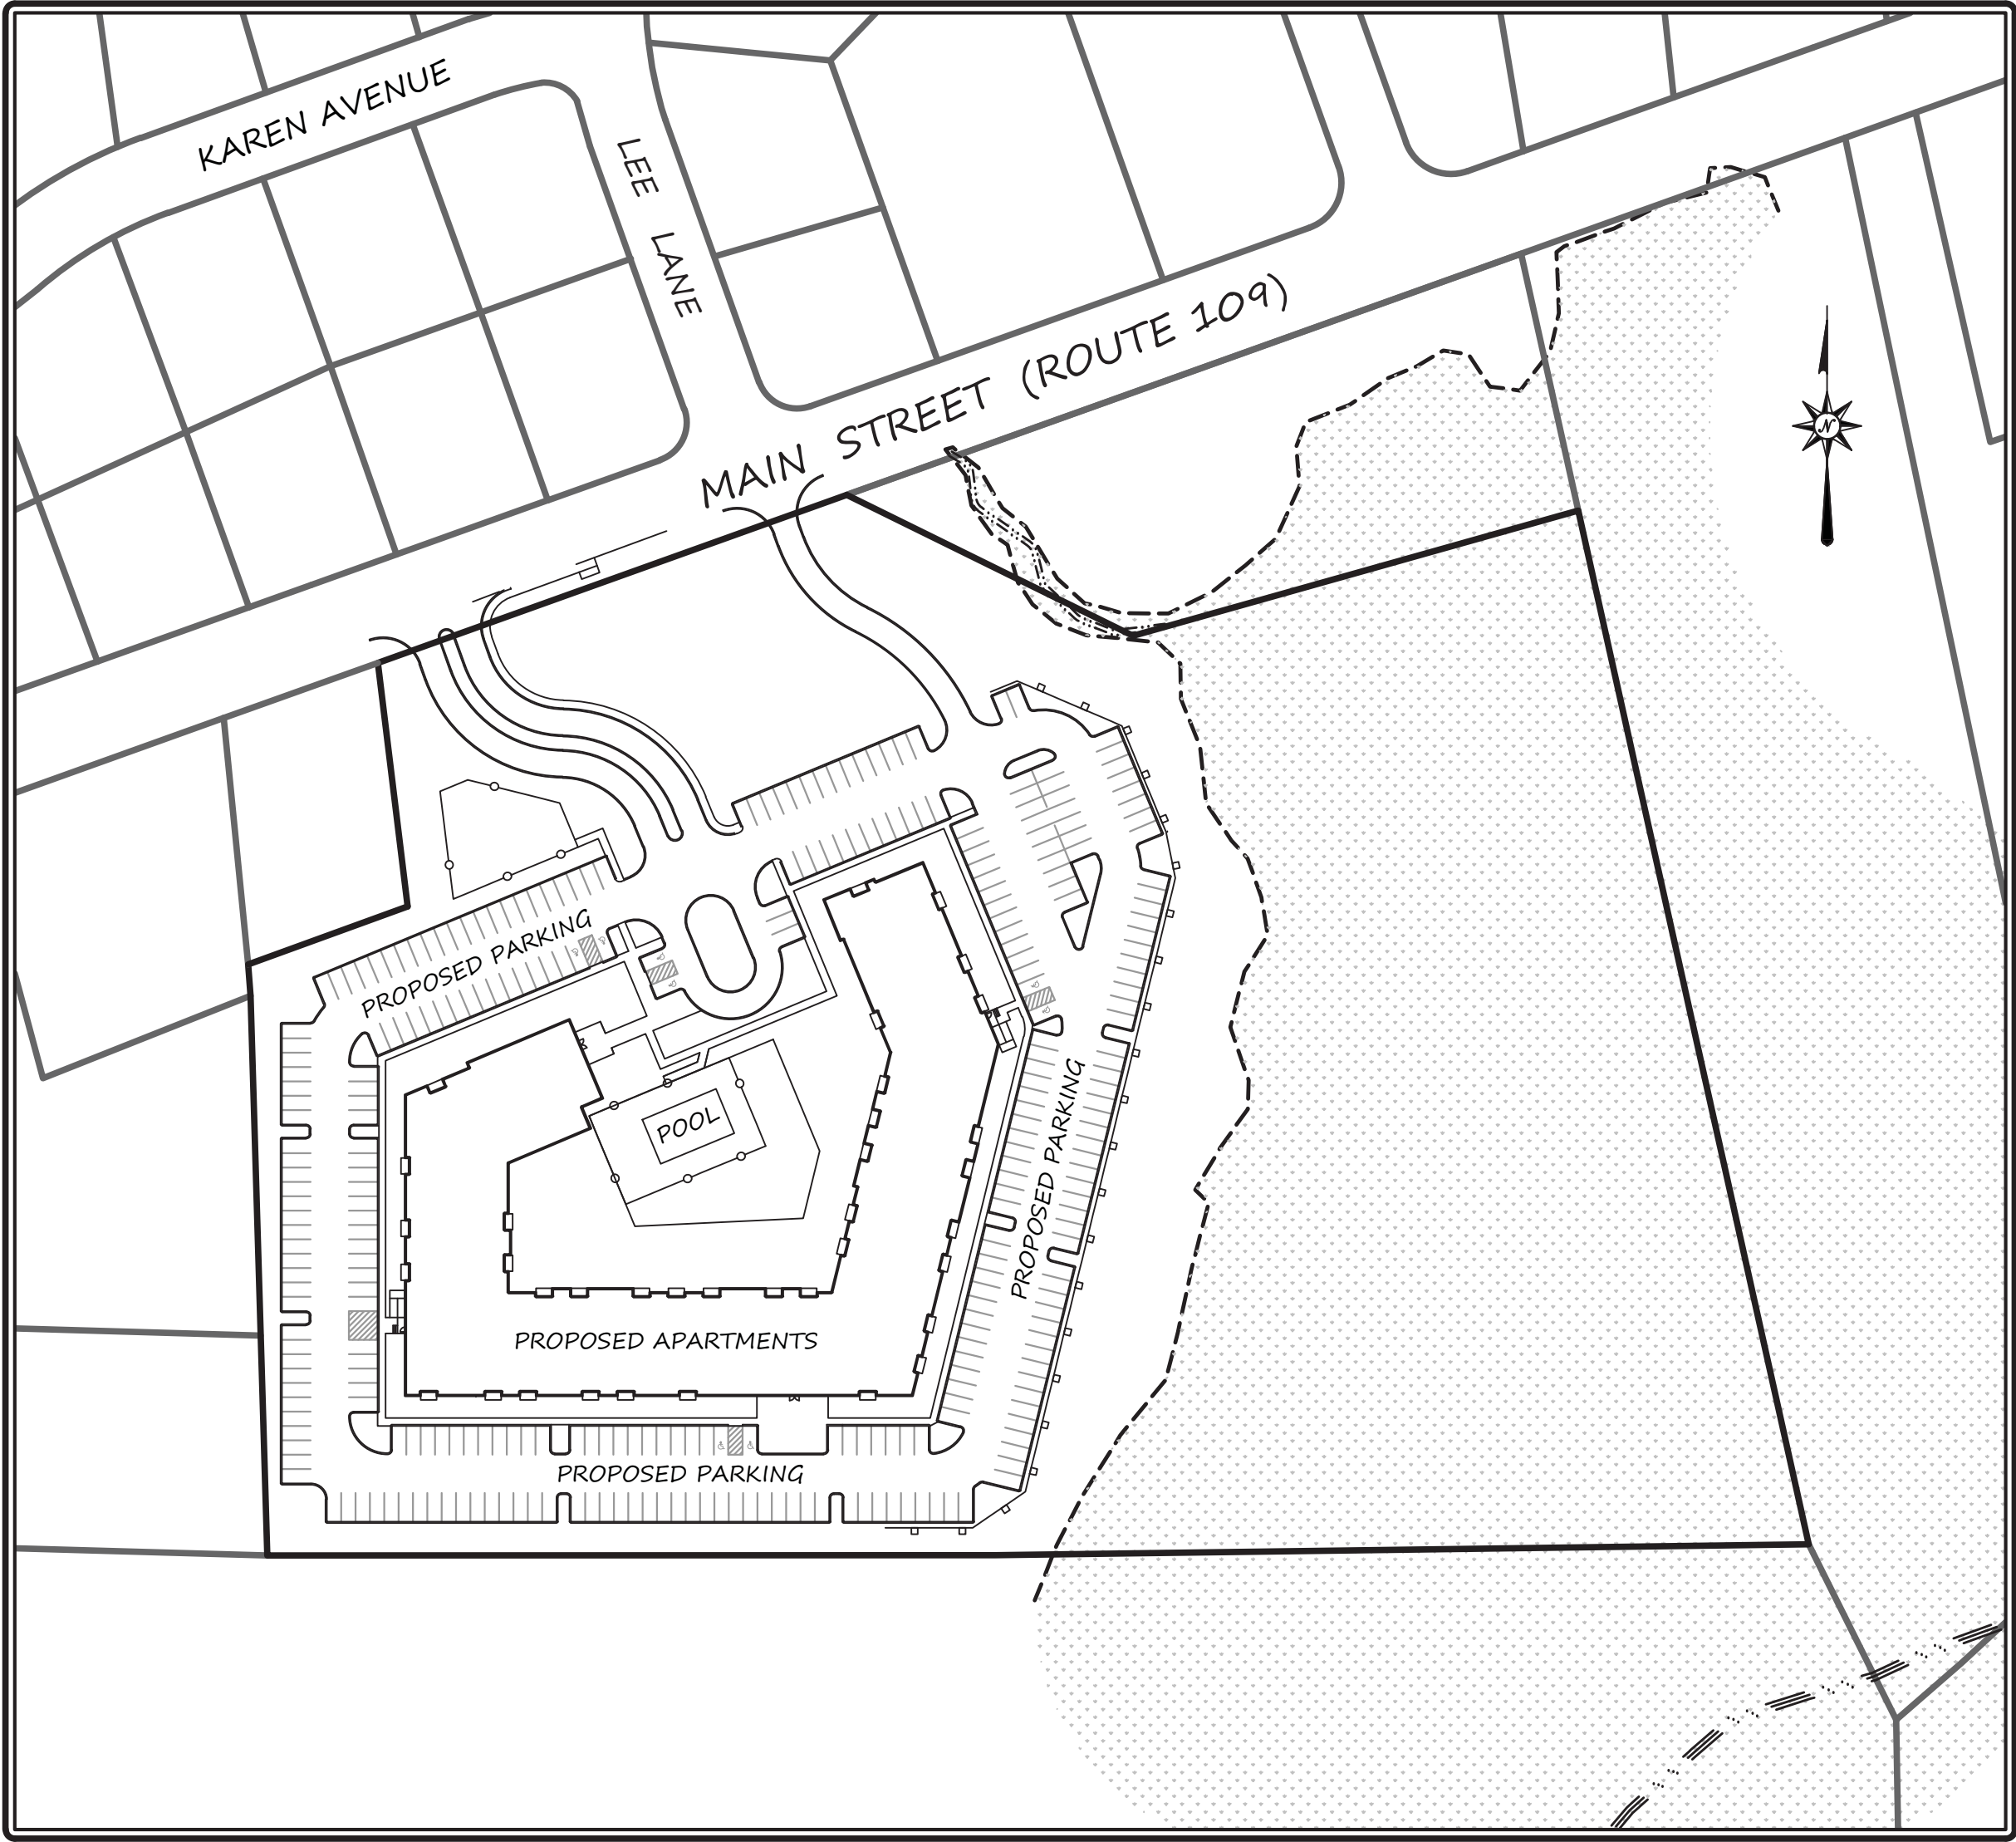 KAREN AVENUE
LEE LANE
MAIN STREET (ROUTE 109)
N
PROPOSED PARKING
POOL
PROPOSED PARKING
PROPOSED APARTMENTS
PROPOSED PARKING